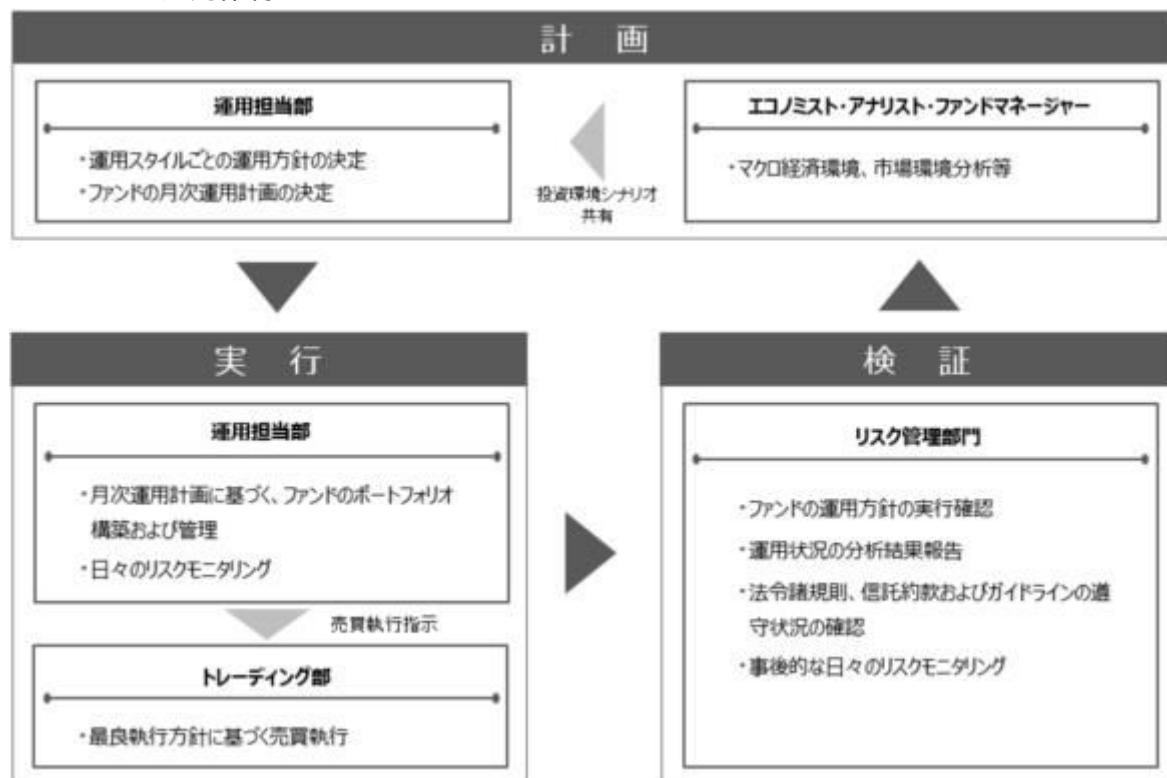 計 画
運用担当部
・運用スタイルごとの運用方針の決定
・ファンドの月次運用計画の決定
投資環境シナリオ
共有
エコノミスト・アナリスト・ファンドマネージャー
・マクロ経済環境、市場環境分析等
実 行
運用担当部
・月次運用計画に基づく、ファンドのポートフォリオ
構築および管理
・日々のリスクモニタリング
売買執行指示
トレーディング部
・最良執行方針に基づく売買執行
検 証
リスク管理部門
・ファンドの運用方針の実行確認
・運用状況の分析結果報告
・法令諸規則、信託約款およびガイドラインの遵
守状況の確認
・事後的な日々のリスクモニタリング